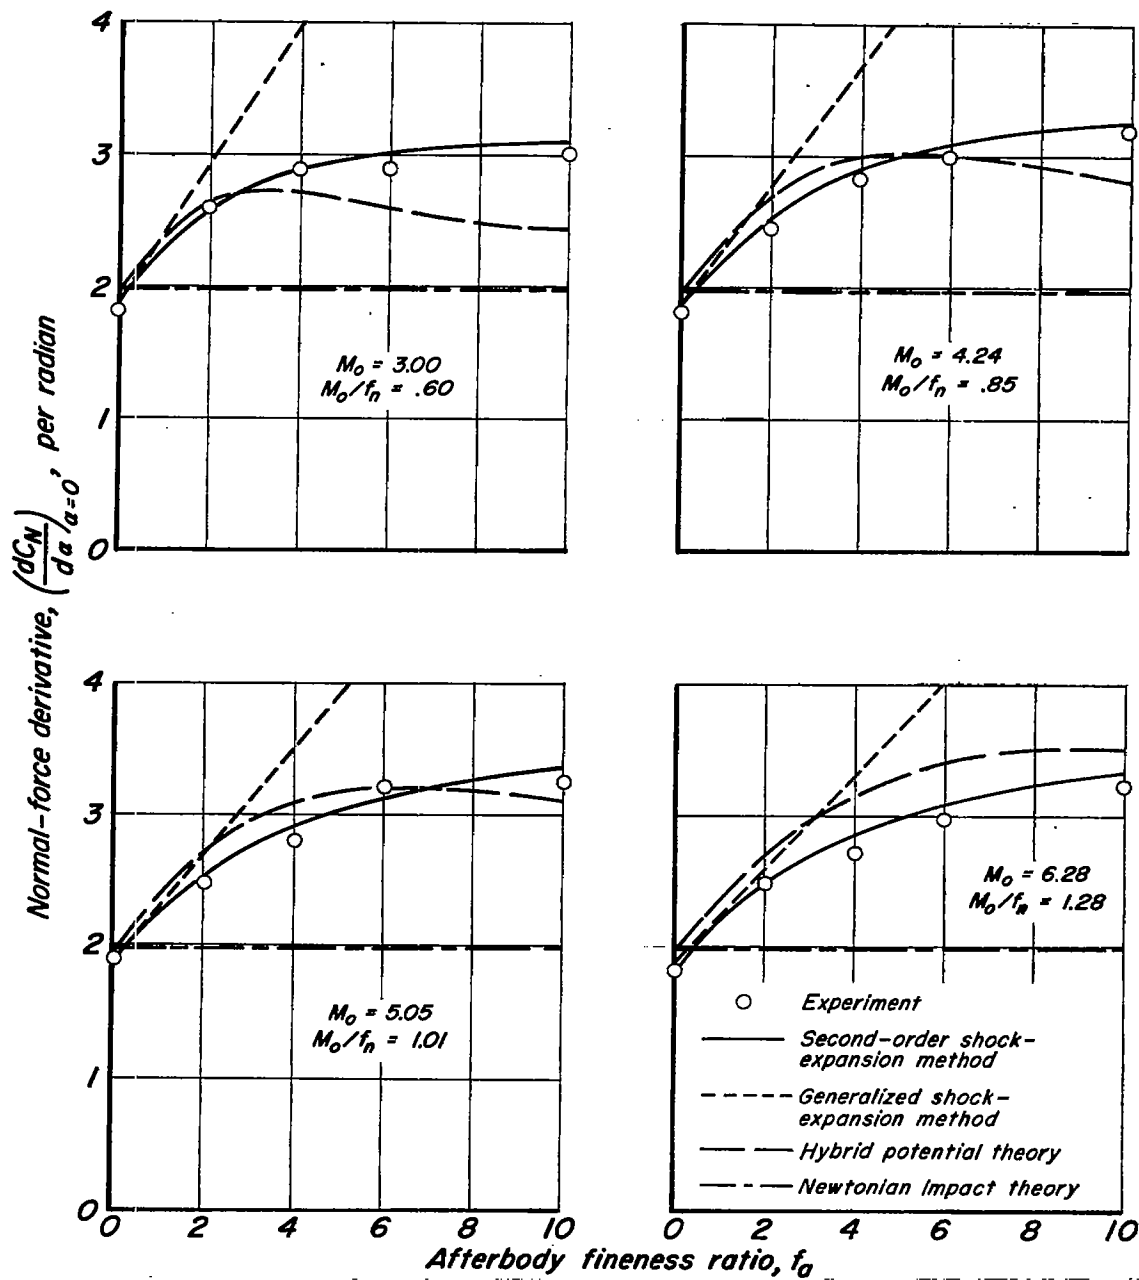 4
3
2
1
0
M₀ = 3.00
M₀/fₙ = .60
M₀ = 4.24
M₀/fₙ = .85
Normal-force derivative, (dC_N/dα)_α=0, per radian
4
3
2
1
0
M₀ = 5.05
M₀/fₙ = 1.01
M₀ = 6.28
M₀/fₙ = 1.28
Experiment
Second-order shock-
expansion method
Generalized shock-
expansion method
Hybrid potential theory
Newtonian Impact theory
0 2 4 6 8 10
0 2 4 6 8 10
Afterbody fineness ratio, fₐ